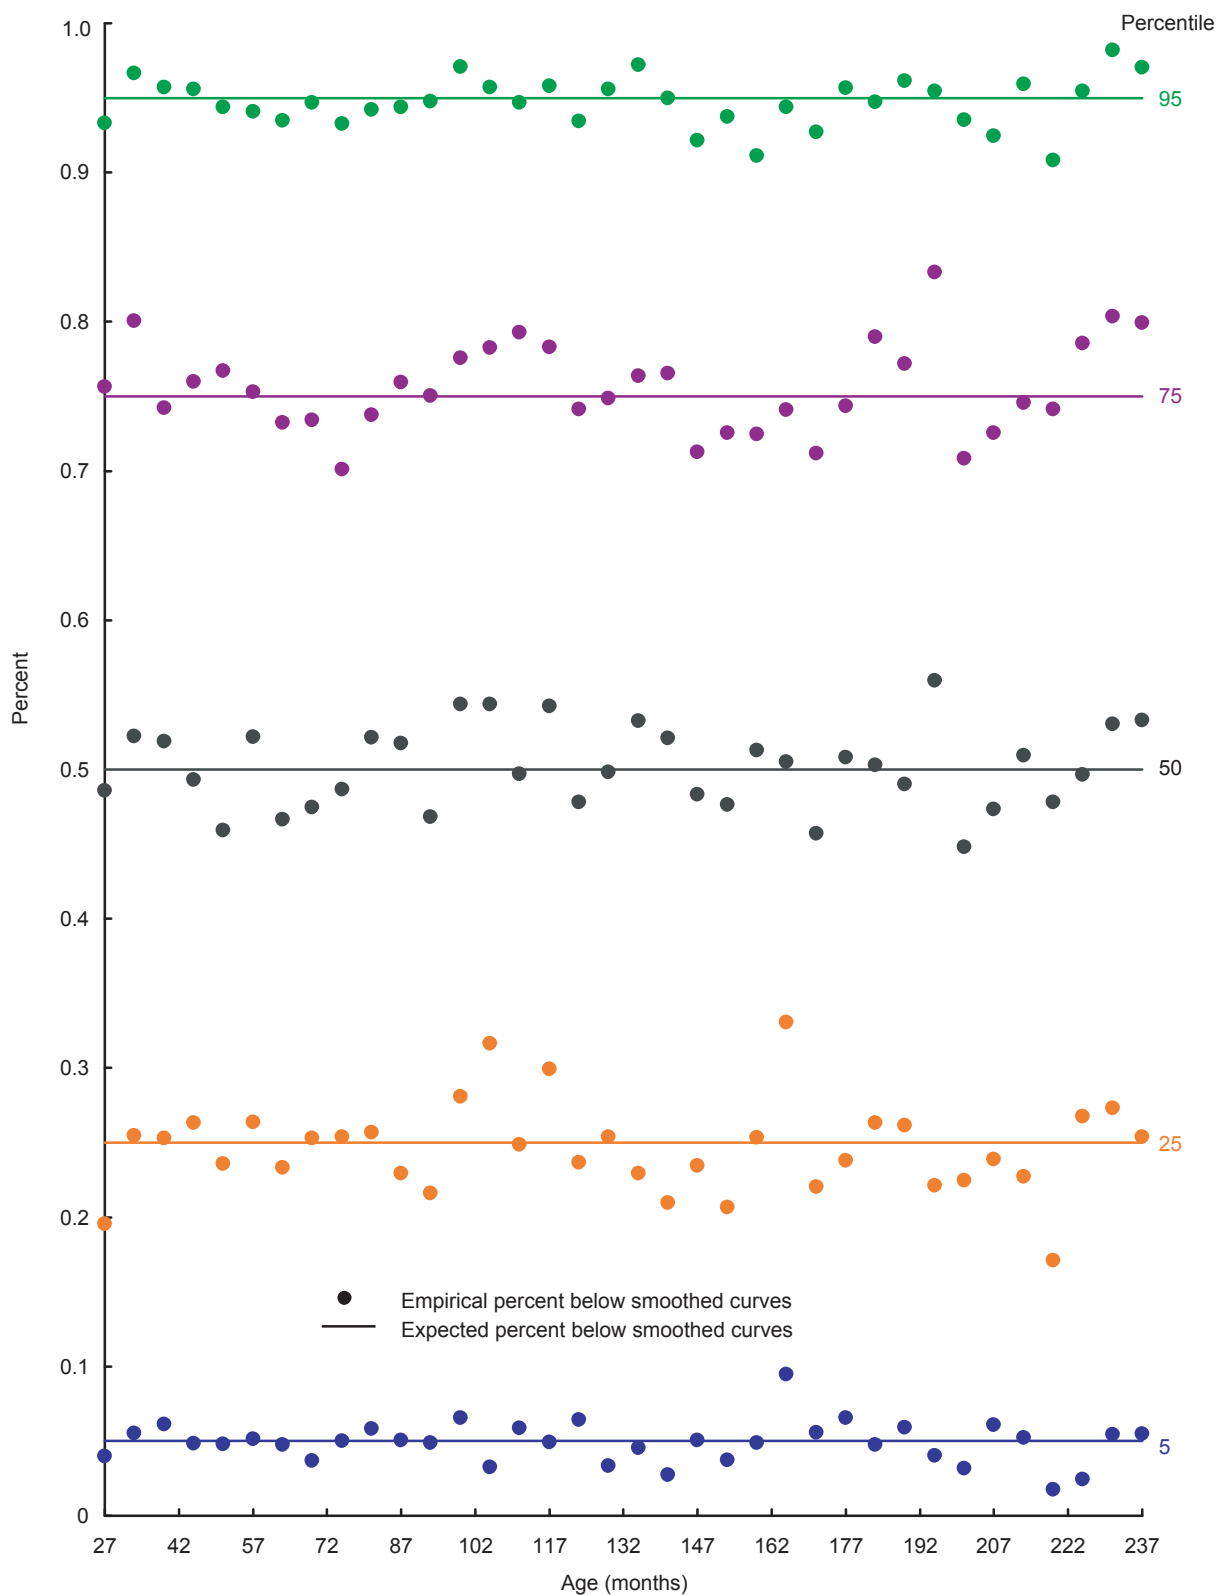 Percentile
1.0
95
0.9
0.8
75
0.7
0.6
Percent
0.5
50
0.4
0.3
25
0.2
Empirical percent below smoothed curves
Expected percent below smoothed curves
0.1
5
0
27 42 57 72 87 102 117 132 147 162 177 192 207 222 237
Age (months)